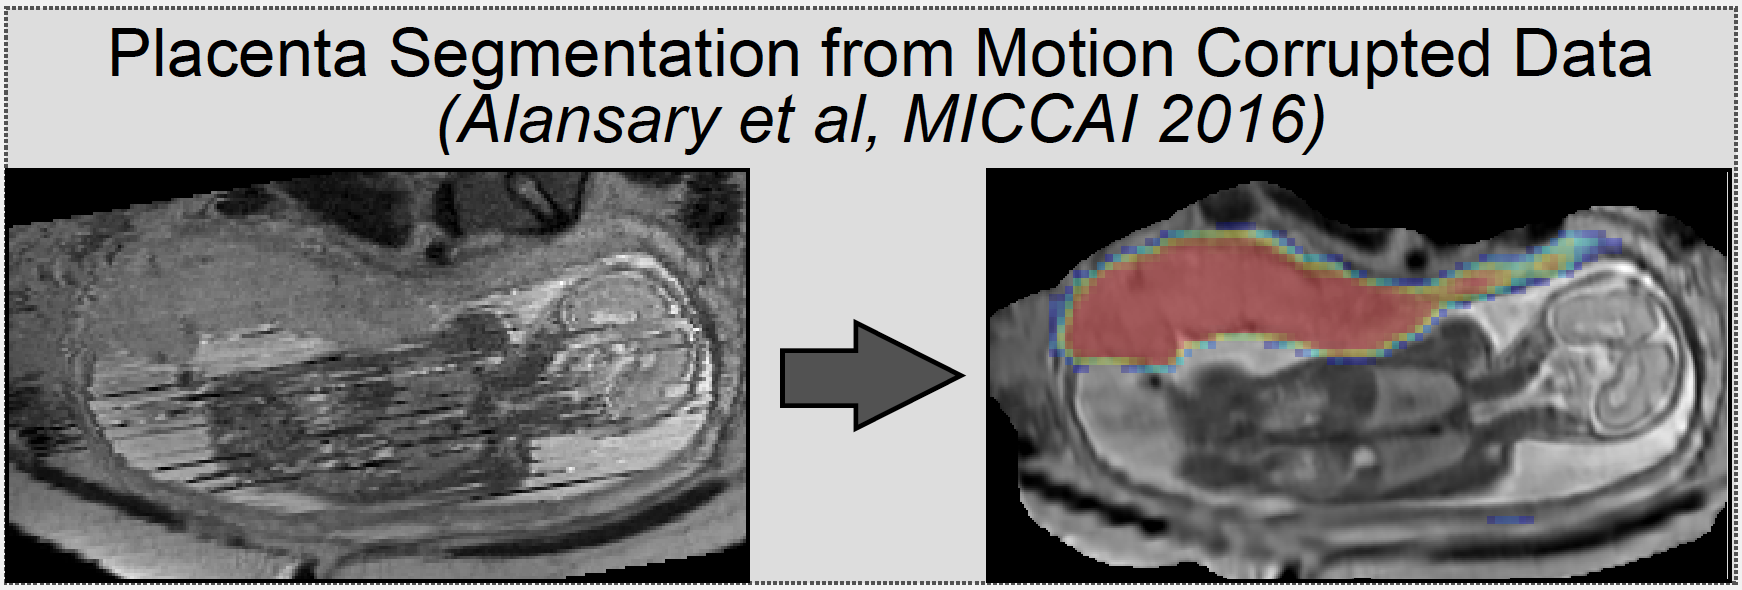 Placenta Segmentation from Motion Corrupted Data
(Alansary et al, MICCAI 2016)